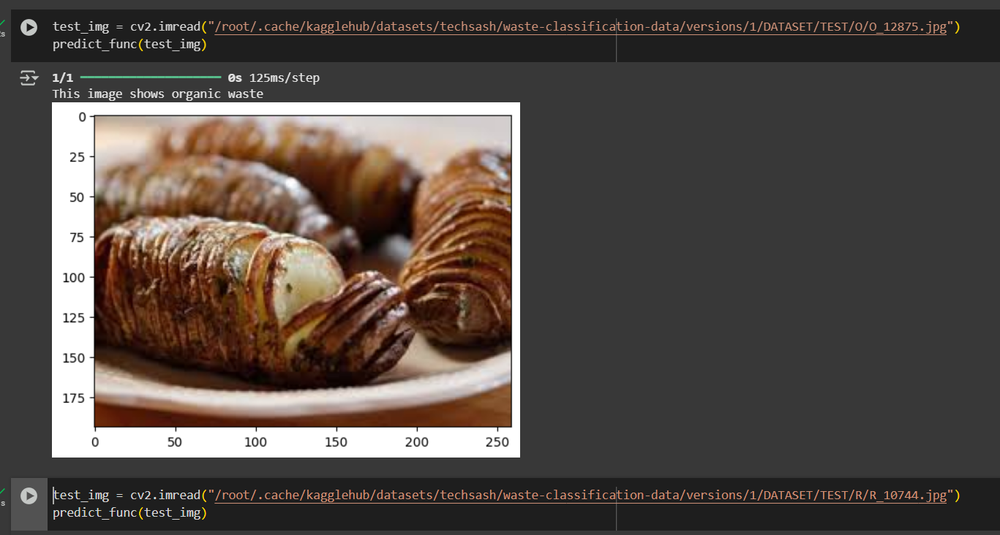 test_img = cv2.imread("/root/.cache/kagglehub/datasets/techsash/waste-classification-data/versions/1/DATASET/TEST/O/O_12875.jpg")
predict_func(test_img)
s
1/1 ━━━━━━━━━━━━━━━━━━━━ 0s 125ms/step
This image shows organic waste
0
25
50
75
100
125
150
175
0 50 100 150 200 250
test_img = cv2.imread("/root/.cache/kagglehub/datasets/techsash/waste-classification-data/versions/1/DATASET/TEST/R/R_10744.jpg")
s
predict_func(test_img)